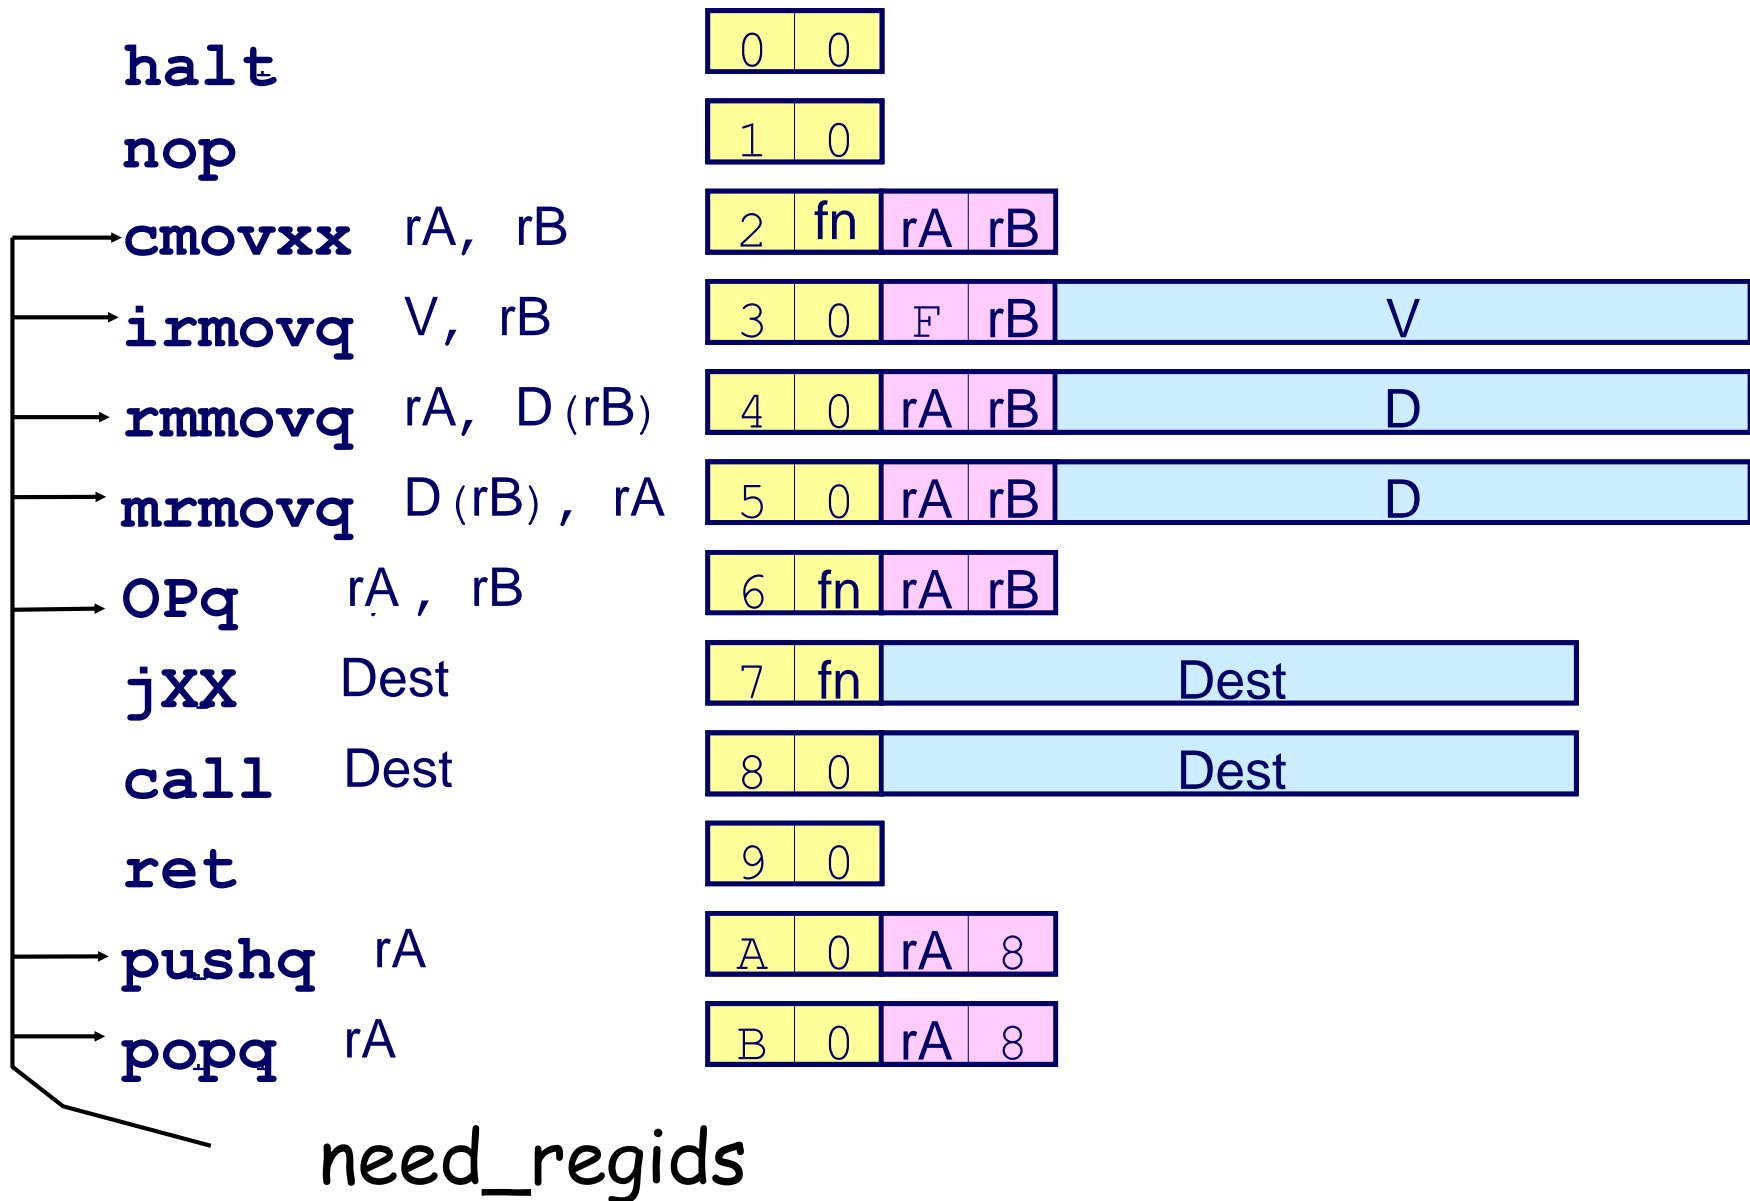 halt 0 0
nop 1 0
cmovxx rA, rB 2 fn rA rB
irmovq V, rB 3 0 F rB V
rmmovq rA, D(rB) 4 0 rA rB D
mrmovq D(rB), rA 5 0 rA rB D
OPq rA, rB 6 fn rA rB
jXX Dest 7 fn Dest
call Dest 8 0 Dest
ret 9 0
pushq rA A 0 rA 8
popq rA B 0 rA 8
need_regids